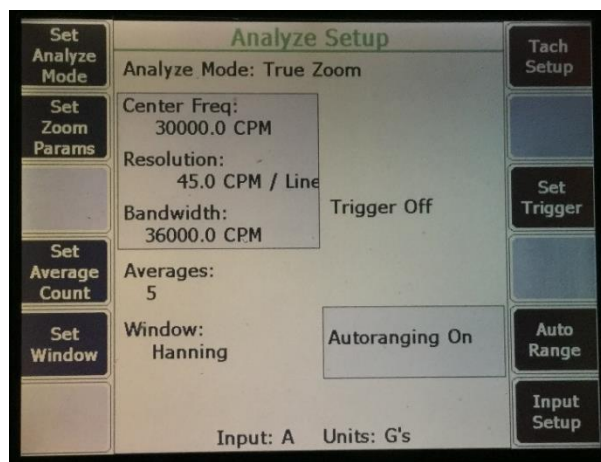 Set
Analyze
Mode
Set
Zoom
Params
Set
Average
Count
Set
Window
Analyze Setup
Analyze Mode: True Zoom
Center Freq:
30000.0 CPM
Resolution:
45.0 CPM / Line
Bandwidth:
36000.0 CPM
Trigger Off
Averages:
5
Window:
Hanning
Autoranging On
Input: A Units: G's
Tach
Setup
Set
Trigger
Auto
Range
Input
Setup